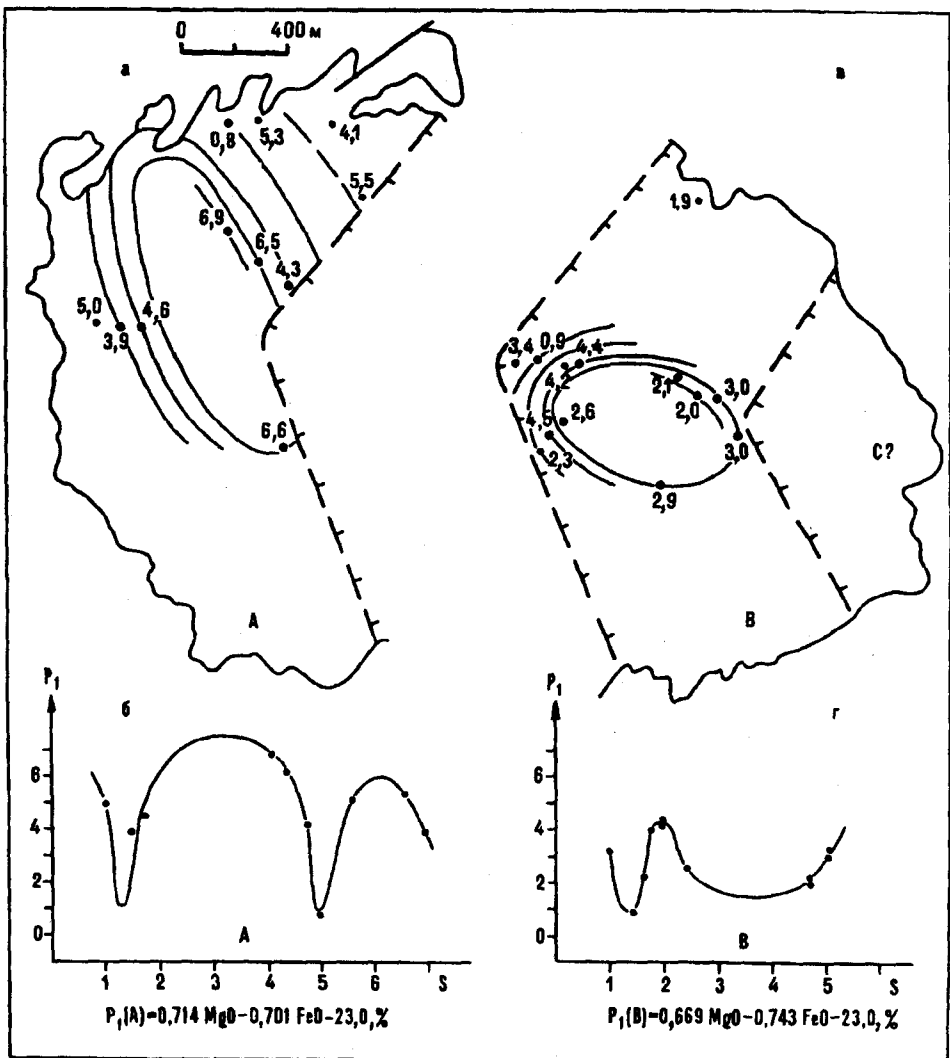 0 400 м
а
в
0,8
5,3
4,1
5,5
6,9
6,5
4,3
5,0
3,9
4,6
6,6
А
1,9
3,4
0,9
4,2
4,4
2,1
2,0
3,0
4,5
2,6
2,3
3,0
2,9
С?
В
P₁
б
6
4
2
0
А
1 2 3 4 5 6 S
P₁(A)=0,714 MgO–0,701 FeO–23,0,%
P₁
г
6
4
2
0
В
1 2 3 4 5 S
P₁(B)=0,669 MgO–0,743 FeO–23,0,%